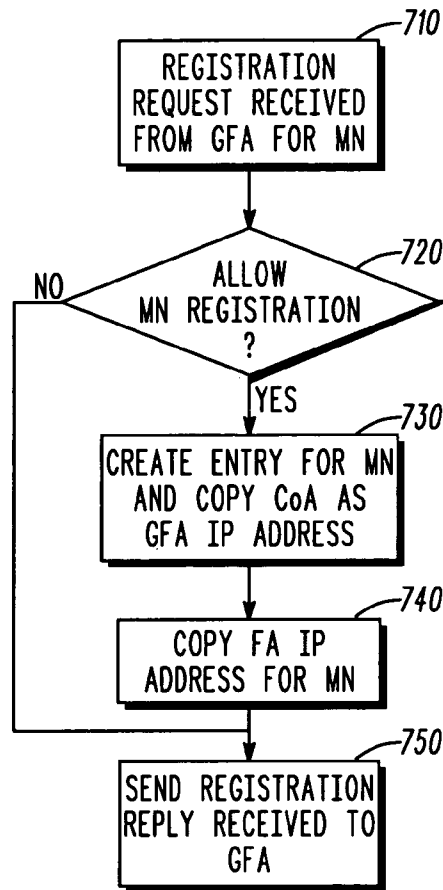 710
REGISTRATION
REQUEST RECEIVED
FROM GFA FOR MN
720
NO
ALLOW
MN REGISTRATION
?
YES
730
CREATE ENTRY FOR MN
AND COPY CoA AS
GFA IP ADDRESS
740
COPY FA IP
ADDRESS FOR MN
750
SEND REGISTRATION
REPLY RECEIVED TO
GFA